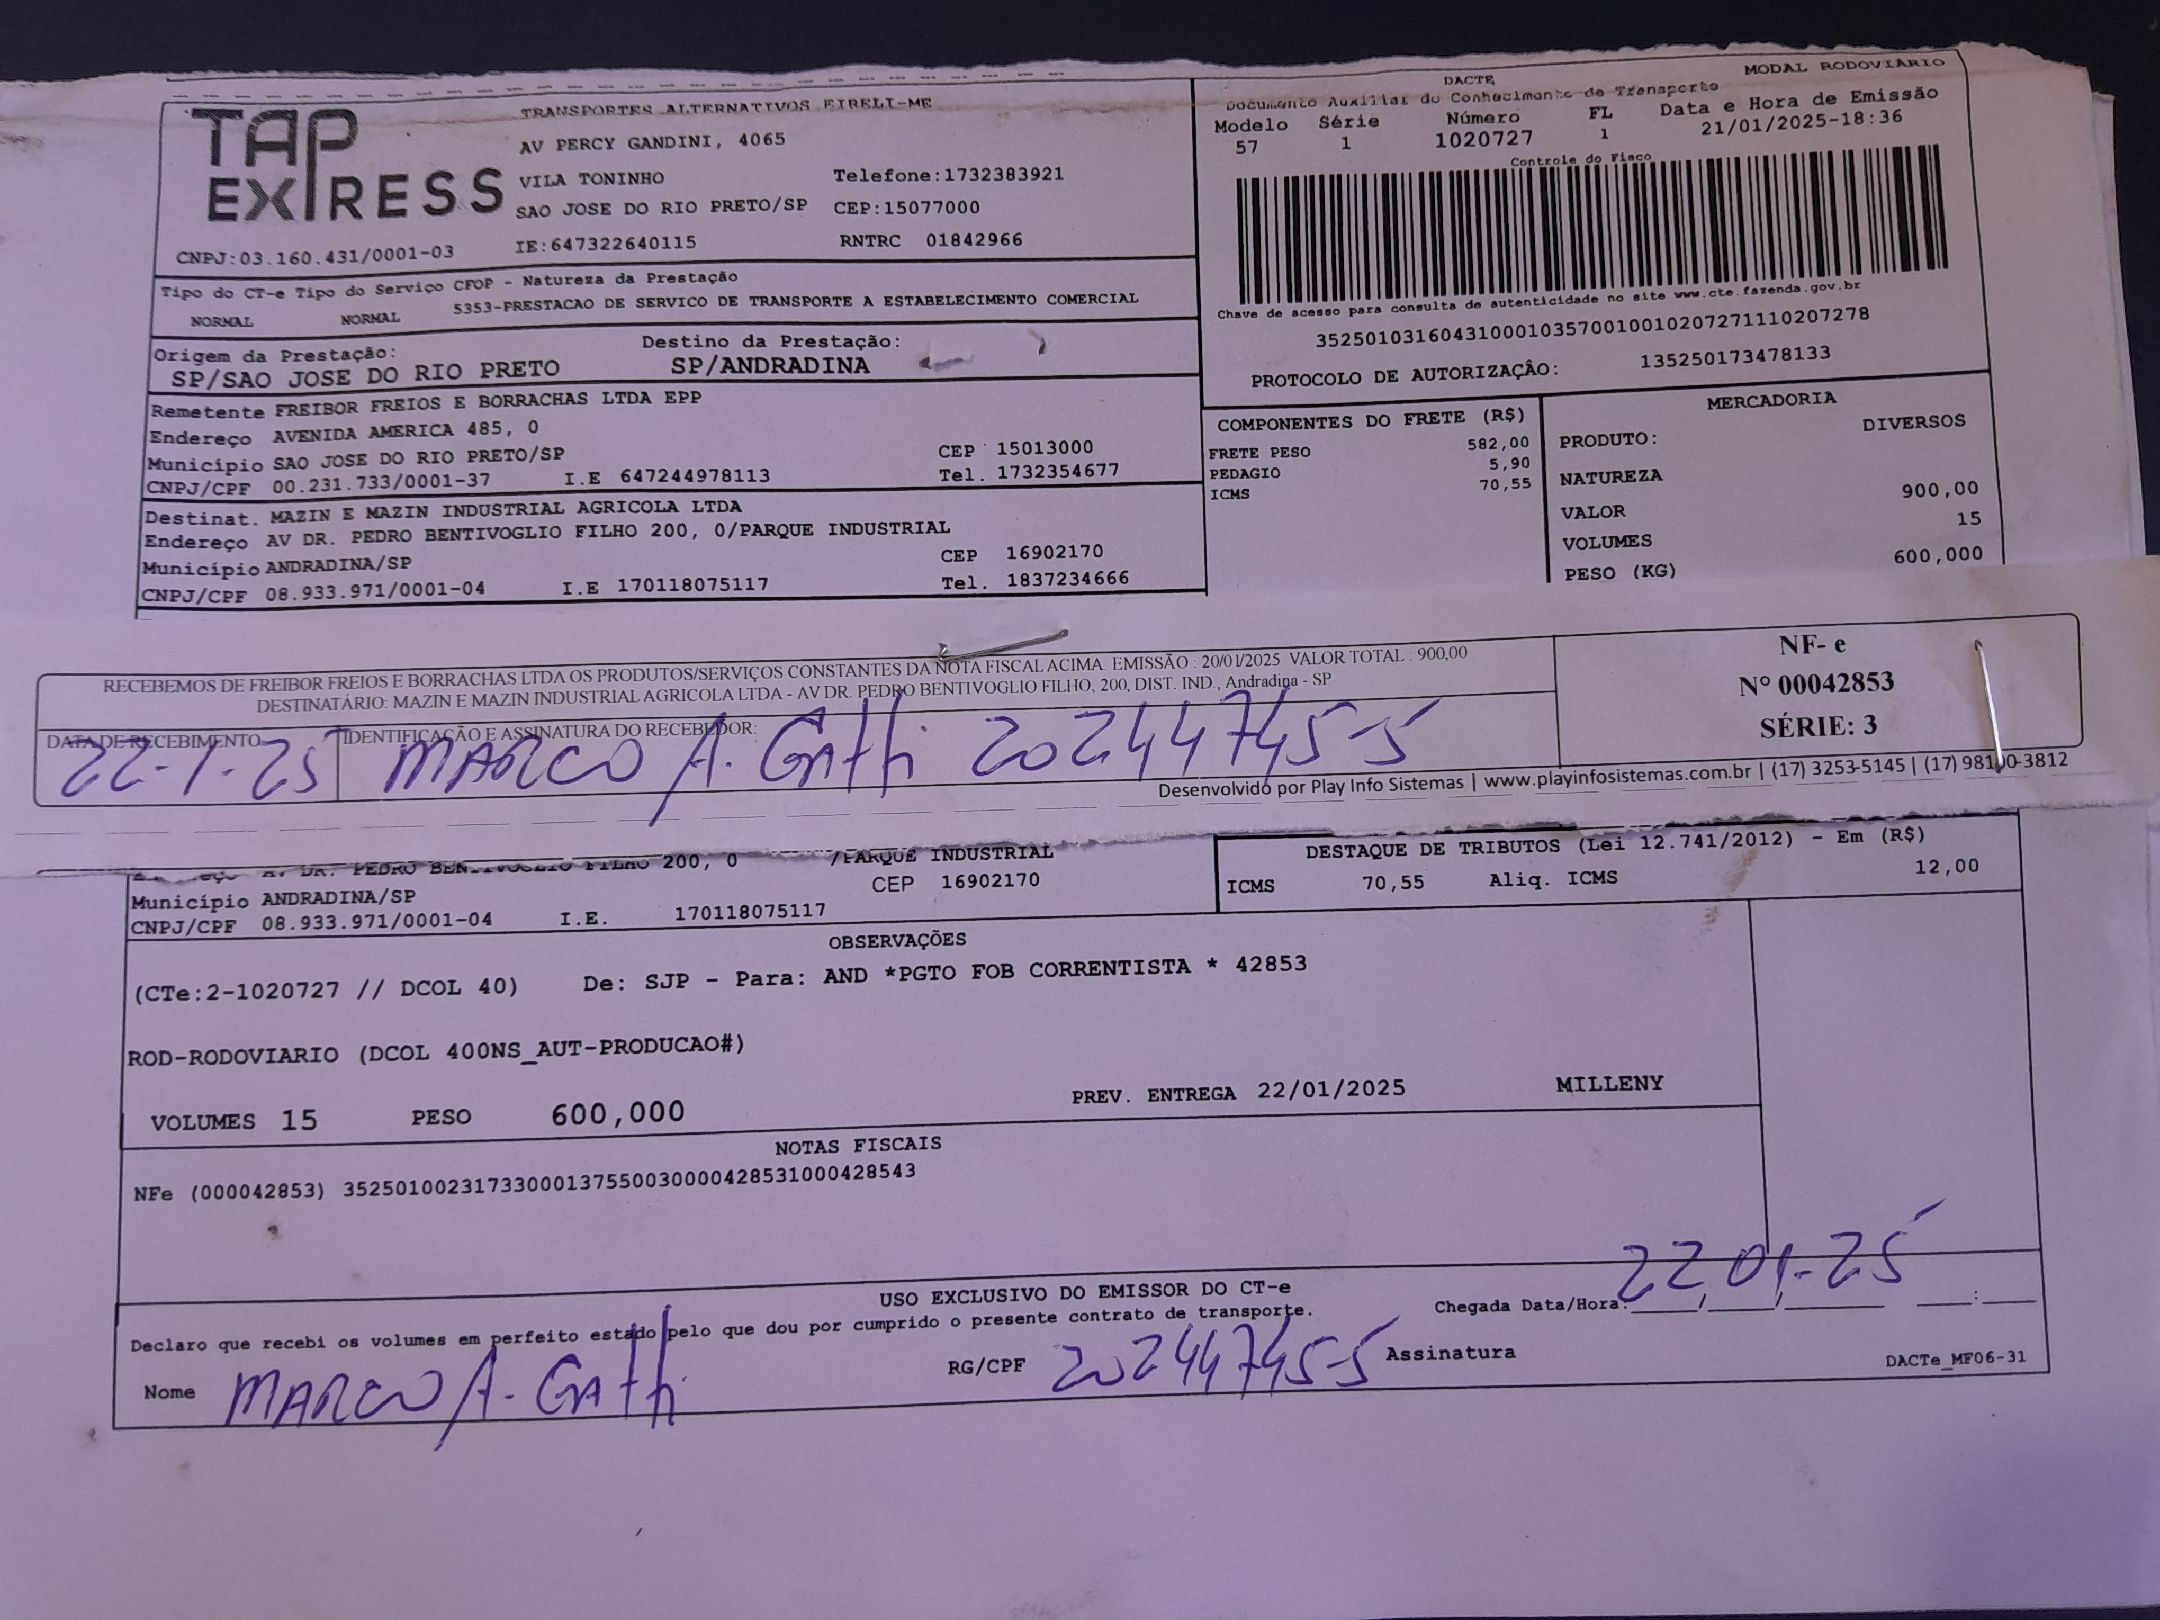 TAP EXPRESS
TRANSPORTES ALTERNATIVOS EIRELI-ME
AV PERCY GANDINI, 4065
VILA TONINHO Telefone:1732383921
SAO JOSE DO RIO PRETO/SP CEP:15077000
CNPJ:03.160.431/0001-03 IE:647322640115 RNTRC 01842966
DACTE MODAL RODOVIÁRIO
Documento Auxiliar do Conhecimento de Transporte
Modelo Série Número FL Data e Hora de Emissão
57 1 1020727 1 21/01/2025-18:36
Controle do Fisco
Chave de acesso para consulta de autenticidade no site www.cte.fazenda.gov.br
35250103160431000103570010010207271110207278
PROTOCOLO DE AUTORIZAÇÂO: 135250173478133
Tipo do CT-e Tipo do Serviço CFOP - Natureza da Prestação
NORMAL NORMAL 5353-PRESTACAO DE SERVICO DE TRANSPORTE A ESTABELECIMENTO COMERCIAL
Origem da Prestação: Destino da Prestação:
SP/SAO JOSE DO RIO PRETO SP/ANDRADINA
Remetente FREIBOR FREIOS E BORRACHAS LTDA EPP
Endereço AVENIDA AMERICA 485, 0
Município SAO JOSE DO RIO PRETO/SP CEP 15013000
CNPJ/CPF 00.231.733/0001-37 I.E 647244978113 Tel. 1732354677
Destinat. MAZIN E MAZIN INDUSTRIAL AGRICOLA LTDA
Endereço AV DR. PEDRO BENTIVOGLIO FILHO 200, 0/PARQUE INDUSTRIAL
Município ANDRADINA/SP CEP 16902170
CNPJ/CPF 08.933.971/0001-04 I.E 170118075117 Tel. 1837234666
COMPONENTES DO FRETE (R$)
FRETE PESO 582,00
PEDAGIO 5,90
ICMS 70,55
MERCADORIA
PRODUTO: DIVERSOS
NATUREZA
VALOR 900,00
VOLUMES 15
PESO (KG) 600,000
RECEBEMOS DE FREIBOR FREIOS E BORRACHAS LTDA OS PRODUTOS/SERVIÇOS CONSTANTES DA NOTA FISCAL ACIMA. EMISSÃO : 20/01/2025 VALOR TOTAL : 900,00
DESTINATÁRIO: MAZIN E MAZIN INDUSTRIAL AGRICOLA LTDA - AV DR. PEDRO BENTIVOGLIO FILHO, 200, DIST. IND., Andradina - SP
DATA DE RECEBIMENTO IDENTIFICAÇÃO E ASSINATURA DO RECEBEDOR:
22-1-25 MARCO A. Gatti 20244745-5
NF- e
Nº 00042853
SÉRIE: 3
Desenvolvido por Play Info Sistemas | www.playinfosistemas.com.br | (17) 3253-5145 | (17) 98100-3812
AV DR. PEDRO BENTIVOGLIO FILHO 200, 0 /PARQUE INDUSTRIAL
Município ANDRADINA/SP CEP 16902170
CNPJ/CPF 08.933.971/0001-04 I.E. 170118075117
DESTAQUE DE TRIBUTOS (Lei 12.741/2012) - Em (R$)
ICMS 70,55 Aliq. ICMS 12,00
OBSERVAÇÕES
(CTe:2-1020727 // DCOL 40) De: SJP - Para: AND *PGTO FOB CORRENTISTA * 42853
ROD-RODOVIARIO (DCOL 400NS_AUT-PRODUCAO#)
VOLUMES 15 PESO 600,000 PREV. ENTREGA 22/01/2025 MILLENY
NOTAS FISCAIS
NFe (000042853) 35250100231733000137550030000428531000428543
USO EXCLUSIVO DO EMISSOR DO CT-e
Declaro que recebi os volumes em perfeito estado pelo que dou por cumprido o presente contrato de transporte.
Chegada Data/Hora: 22 01-25
Nome MARCO A. Gatti RG/CPF 20244745-5 Assinatura
DACTe_MF06-31